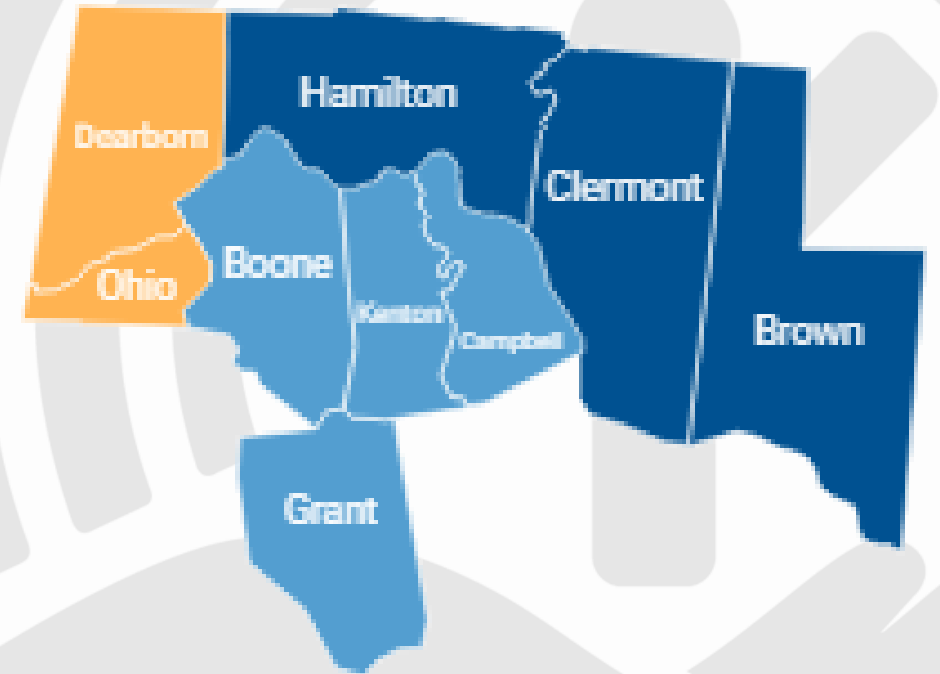 Hamilton
Dearborn
Clermont
Boone
Ohio
Kenton
Brown
Campbell
Grant